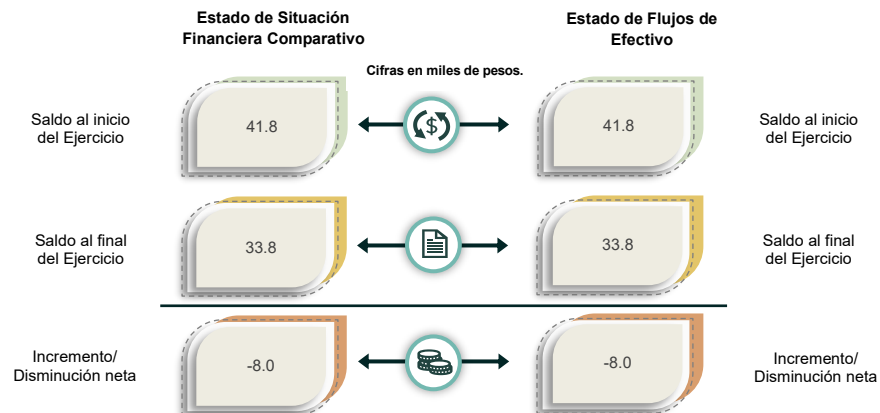 Estado de Situación
Financiera Comparativo
Estado de Flujos de
Efectivo
Cifras en miles de pesos.
Saldo al inicio
del Ejercicio
41.8
$
41.8
Saldo al inicio
del Ejercicio
Saldo al final
del Ejercicio
33.8
33.8
Saldo al final
del Ejercicio
Incremento/
Disminución neta
-8.0
-8.0
Incremento/
Disminución neta